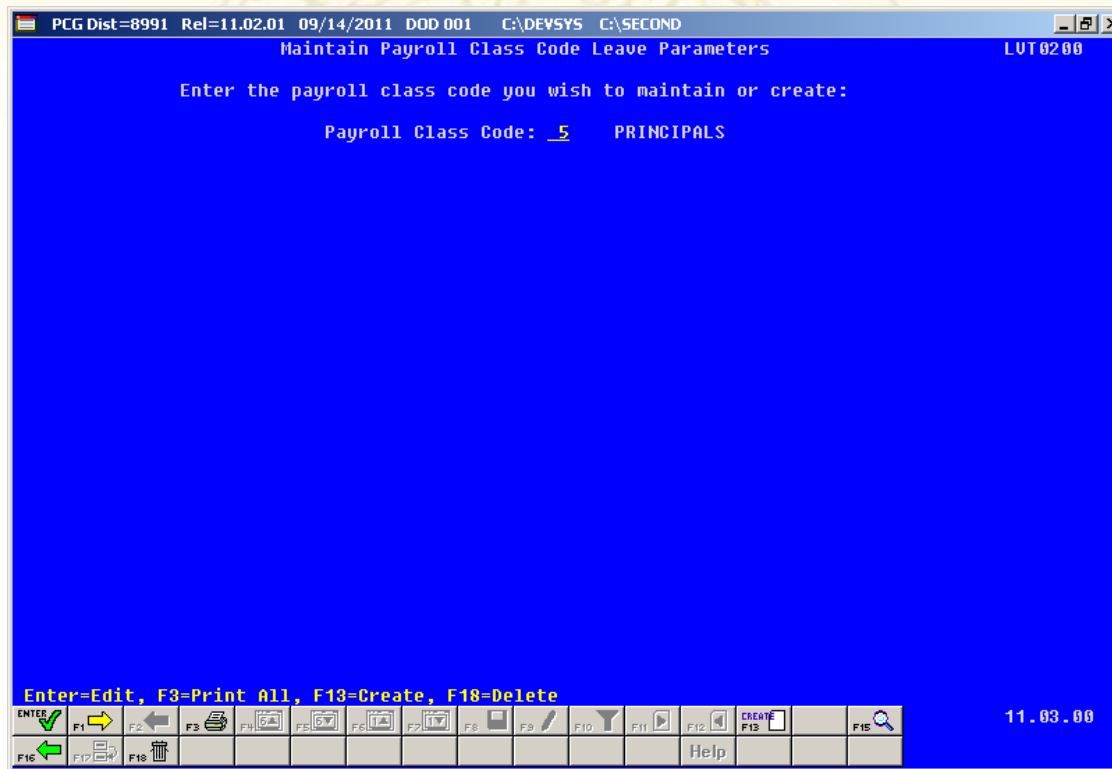 PCG Dist=8991 Rel=11.02.01 09/14/2011 DOD 001 C:\DEVSYS C:\SECOND
Maintain Payroll Class Code Leave Parameters LVT0200
Enter the payroll class code you wish to maintain or create:
Payroll Class Code: 5 PRINCIPALS
Enter=Edit, F3=Print All, F13=Create, F18=Delete
ENTER F1 F2 F3 F4 F5 F6 F7 F8 F9 F10 F11 F12 CREATE F13 F15 11.03.00
F16 F17 F18 Help